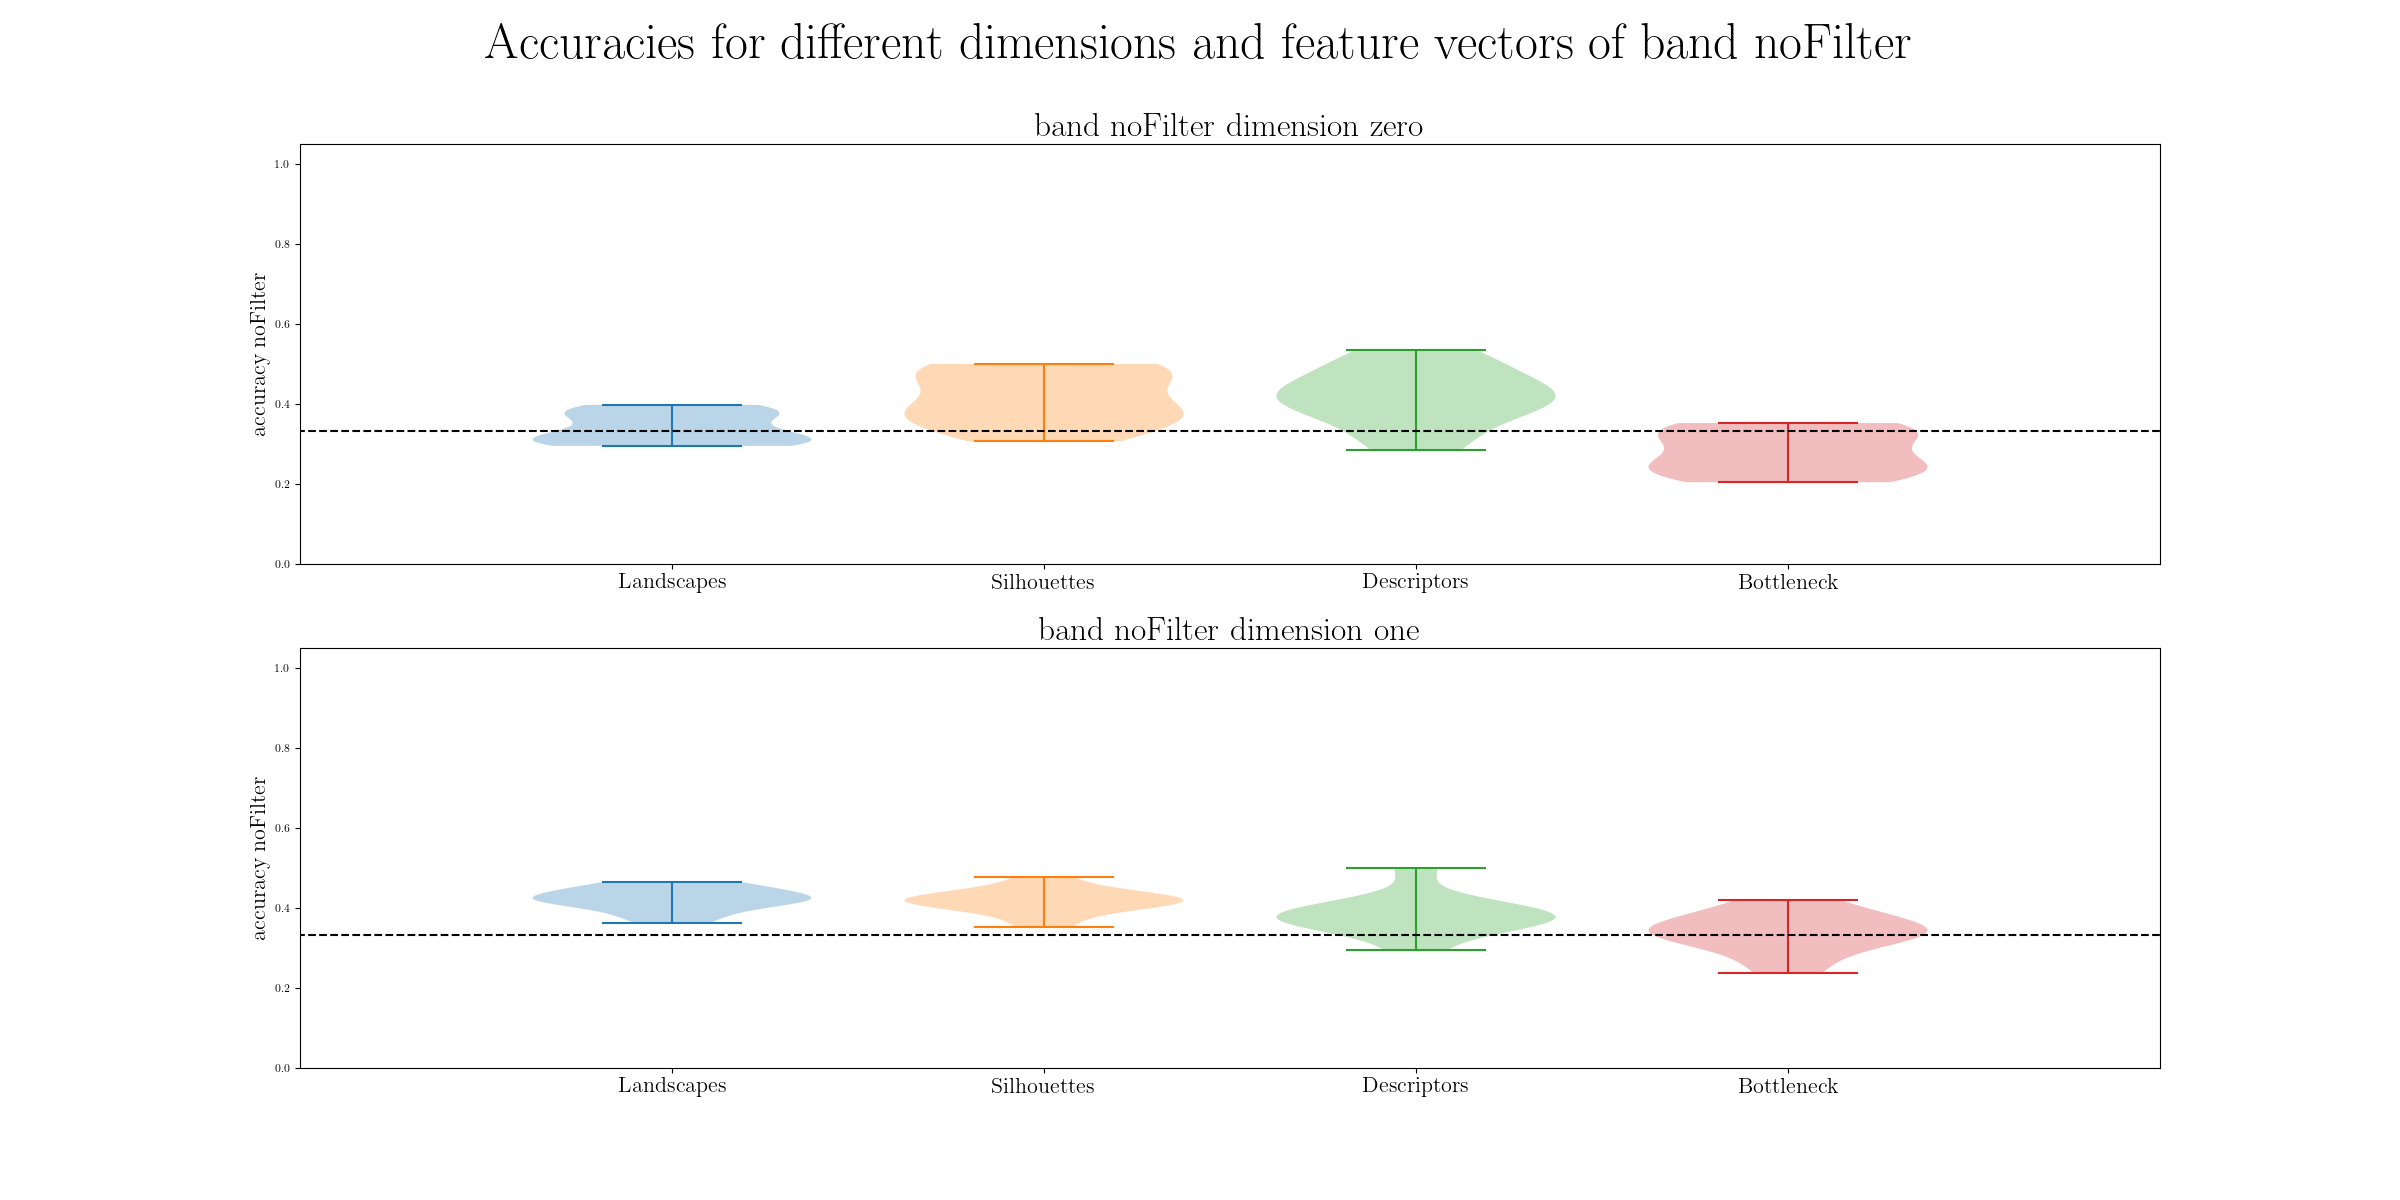 Accuracies for different dimensions and feature vectors of band noFilter
band noFilter dimension zero
accuracy noFilter
1.0
0.8
0.6
0.4
0.2
0.0
Landscapes Silhouettes Descriptors Bottleneck
band noFilter dimension one
accuracy noFilter
1.0
0.8
0.6
0.4
0.2
0.0
Landscapes Silhouettes Descriptors Bottleneck